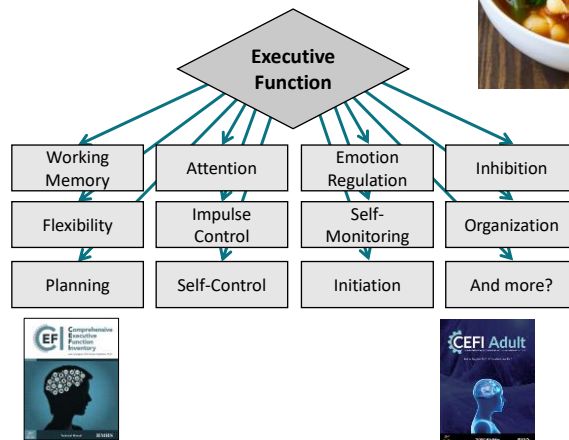 Executive
Function
Working
Memory
Attention
Emotion
Regulation
Inhibition
Flexibility
Impulse
Control
Self-
Monitoring
Organization
Planning
Self-Control
Initiation
And more?
CEFI
Comprehensive
Executive
Function
Inventory
CEFI Adult